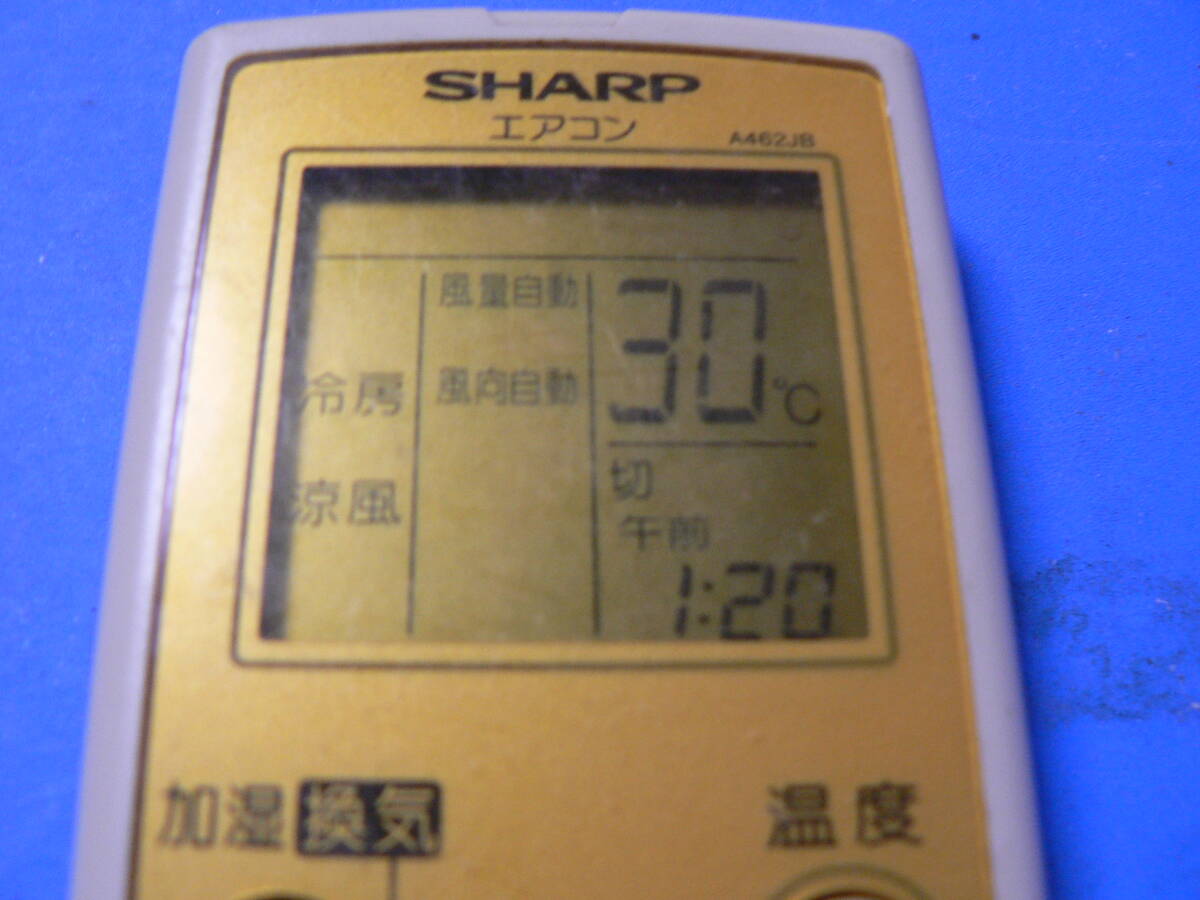 SHARP
エアコン
A462JB
風量自動
30℃
冷房
風向自動
涼風
切
午前
1:20
加湿 換気
温度